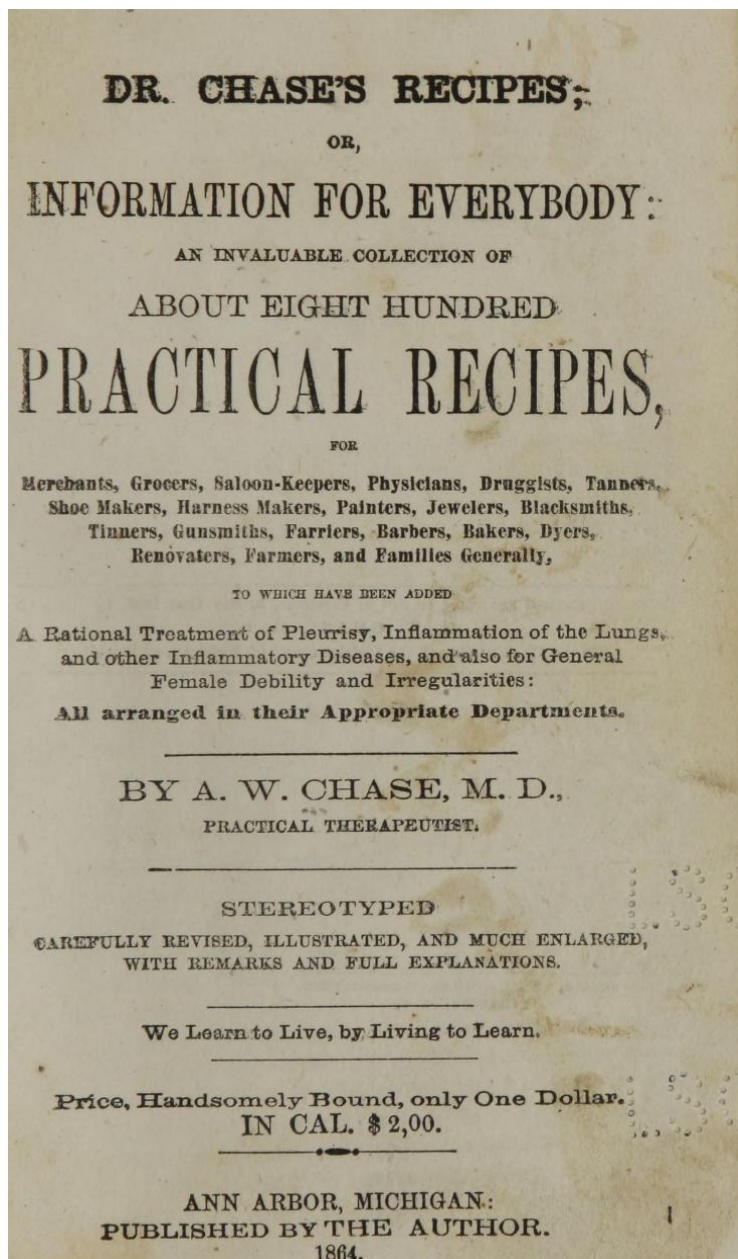 DR. CHASE'S RECIPES;
OR,
INFORMATION FOR EVERYBODY:
AN INVALUABLE COLLECTION OF
ABOUT EIGHT HUNDRED
PRACTICAL RECIPES,
FOR
Merchants, Grocers, Saloon-Keepers, Physicians, Druggists, Tanners,
Shoe Makers, Harness Makers, Painters, Jewelers, Blacksmiths,
Tinners, Gunsmiths, Farriers, Barbers, Bakers, Dyers,
Renovaters, Farmers, and Families Generally,
TO WHICH HAVE BEEN ADDED
A Rational Treatment of Pleurisy, Inflammation of the Lungs,
and other Inflammatory Diseases, and also for General
Female Debility and Irregularities:
All arranged in their Appropriate Departments.
BY A. W. CHASE, M. D.,
PRACTICAL THERAPEUTIST.
STEREOTYPED
CAREFULLY REVISED, ILLUSTRATED, AND MUCH ENLARGED,
WITH REMARKS AND FULL EXPLANATIONS.
We Learn to Live, by Living to Learn.
Price, Handsomely Bound, only One Dollar.
IN CAL. $2,00.
ANN ARBOR, MICHIGAN:
PUBLISHED BY THE AUTHOR.
1864.